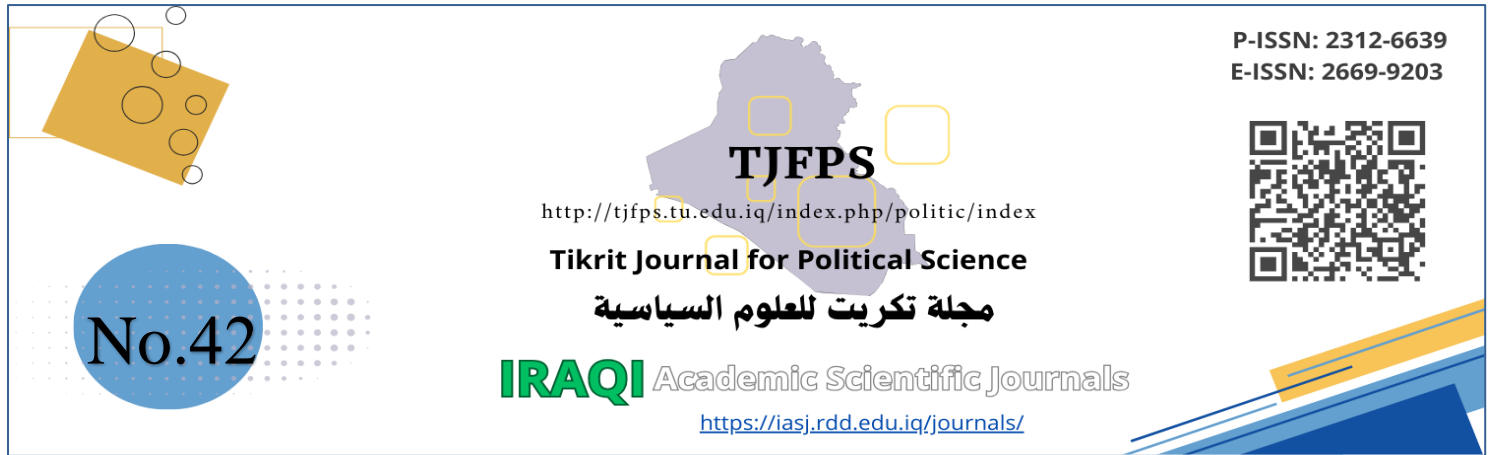 P-ISSN: 2312-6639
E-ISSN: 2669-9203
TJFPS
http://tjfps.tu.edu.iq/index.php/politic/index
Tikrit Journal for Political Science
مجلة تكريت للعلوم السياسية
No.42
IRAQI Academic Scientific Journals
https://iasj.rdd.edu.iq/journals/